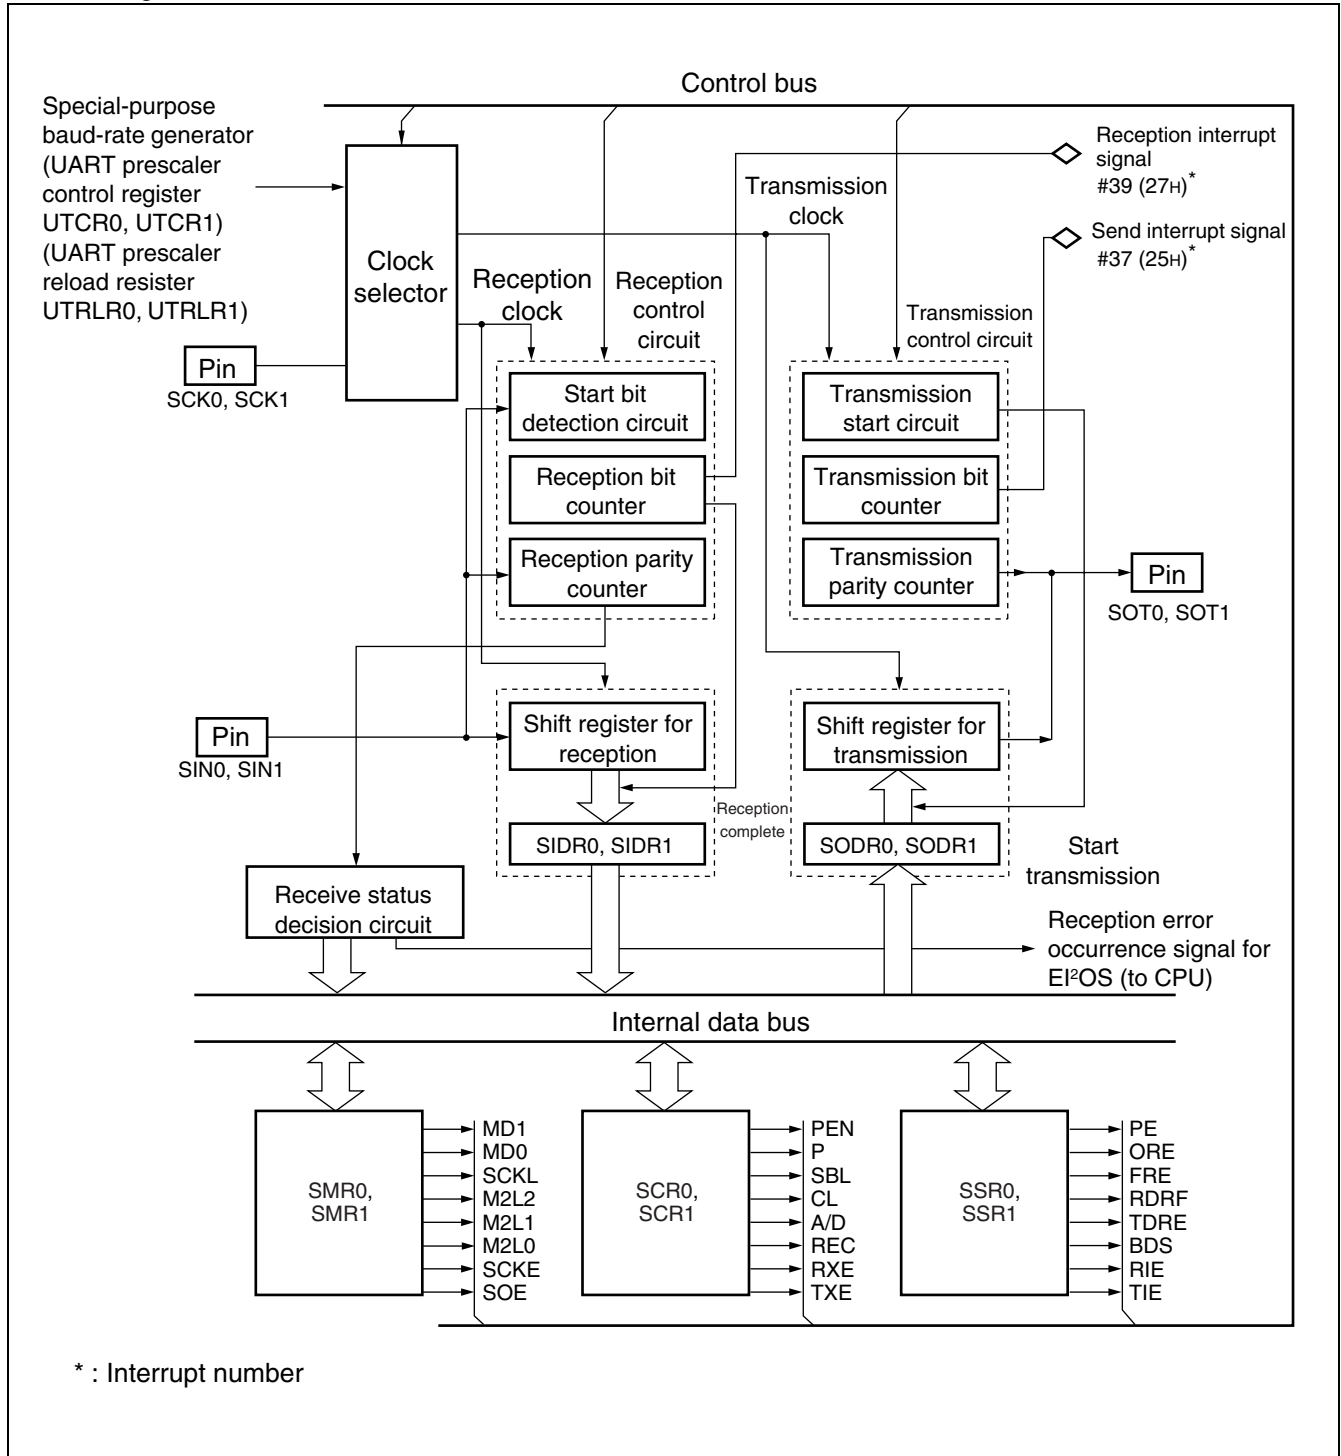 Control bus
Special-purpose
baud-rate generator
(UART prescaler
control register
UTCR0, UTCR1)
(UART prescaler
reload resister
UTRLR0, UTRLR1)
Clock
selector
Pin
SCK0, SCK1
Reception
clock
Reception
control
circuit
Transmission
clock
Transmission
control circuit
Reception interrupt
signal
#39 (27H)*
Send interrupt signal
#37 (25H)*
Start bit
detection circuit
Reception bit
counter
Reception parity
counter
Transmission
start circuit
Transmission bit
counter
Transmission
parity counter
Pin
SOT0, SOT1
Pin
SIN0, SIN1
Shift register for
reception
Shift register for
transmission
Reception
complete
SIDR0, SIDR1
SODR0, SODR1
Start
transmission
Receive status
decision circuit
Reception error
occurrence signal for
EI²OS (to CPU)
Internal data bus
SMR0,
SMR1
MD1
MD0
SCKL
M2L2
M2L1
M2L0
SCKE
SOE
SCR0,
SCR1
PEN
P
SBL
CL
A/D
REC
RXE
TXE
SSR0,
SSR1
PE
ORE
FRE
RDRF
TDRE
BDS
RIE
TIE
* : Interrupt number